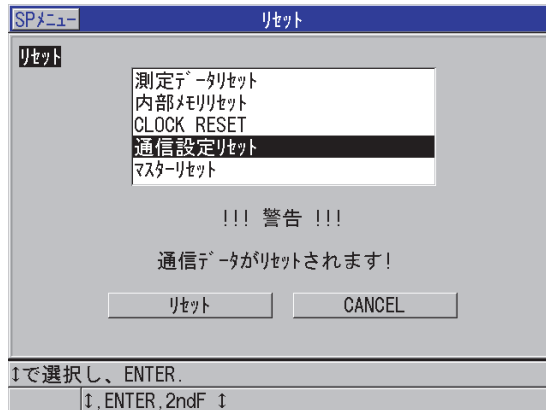 SPﾒﾆｭｰ ﾘｾｯﾄ
ﾘｾｯﾄ
測定ﾃﾞｰﾀﾘｾｯﾄ
内部ﾒﾓﾘﾘｾｯﾄ
CLOCK RESET
通信設定ﾘｾｯﾄ
ﾏｽﾀｰﾘｾｯﾄ
!!! 警告 !!!
通信ﾃﾞｰﾀがﾘｾｯﾄされます!
ﾘｾｯﾄ CANCEL
↕で選択し、ENTER.
↕,ENTER,2ndF ↕